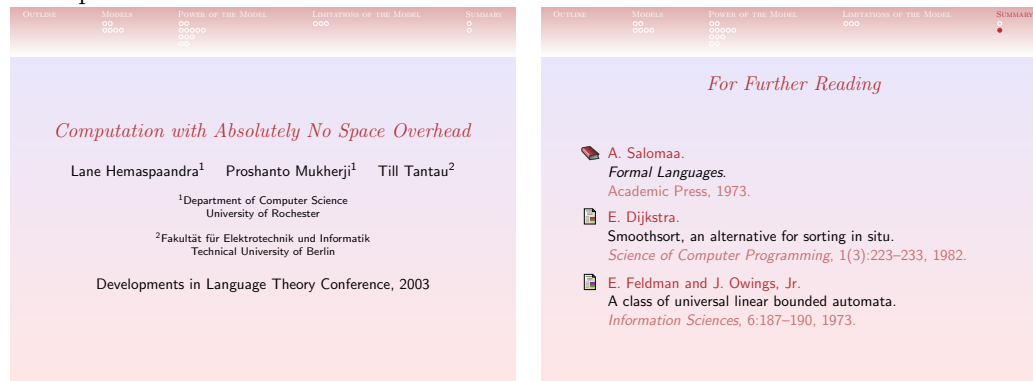 Outline Models Power of the Model Limitations of the Model Summary
Computation with Absolutely No Space Overhead
Lane Hemaspaandra1 Proshanto Mukherji1 Till Tantau2
1Department of Computer Science
University of Rochester
2Fakultät für Elektrotechnik und Informatik
Technical University of Berlin
Developments in Language Theory Conference, 2003
Outline Models Power of the Model Limitations of the Model Summary
For Further Reading
A. Salomaa.
Formal Languages.
Academic Press, 1973.
E. Dijkstra.
Smoothsort, an alternative for sorting in situ.
Science of Computer Programming, 1(3):223–233, 1982.
E. Feldman and J. Owings, Jr.
A class of universal linear bounded automata.
Information Sciences, 6:187–190, 1973.